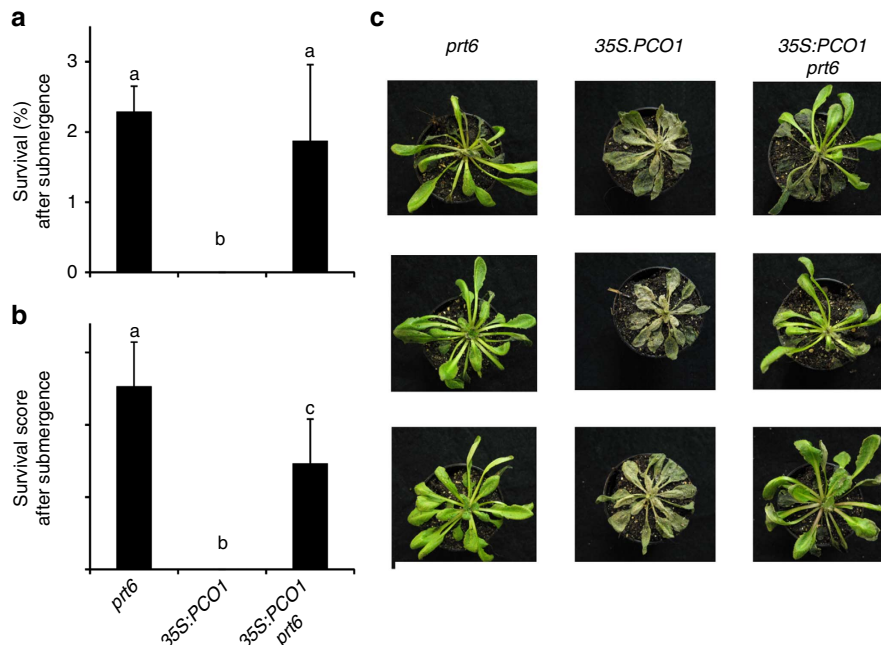 a
Survival (%)
after submergence
3
2
1
0
a
b
a
b
Survival score
after submergence
a
b
c
prt6
35S:PCO1
35S:PCO1
prt6
c
prt6
35S.PCO1
35S:PCO1
prt6